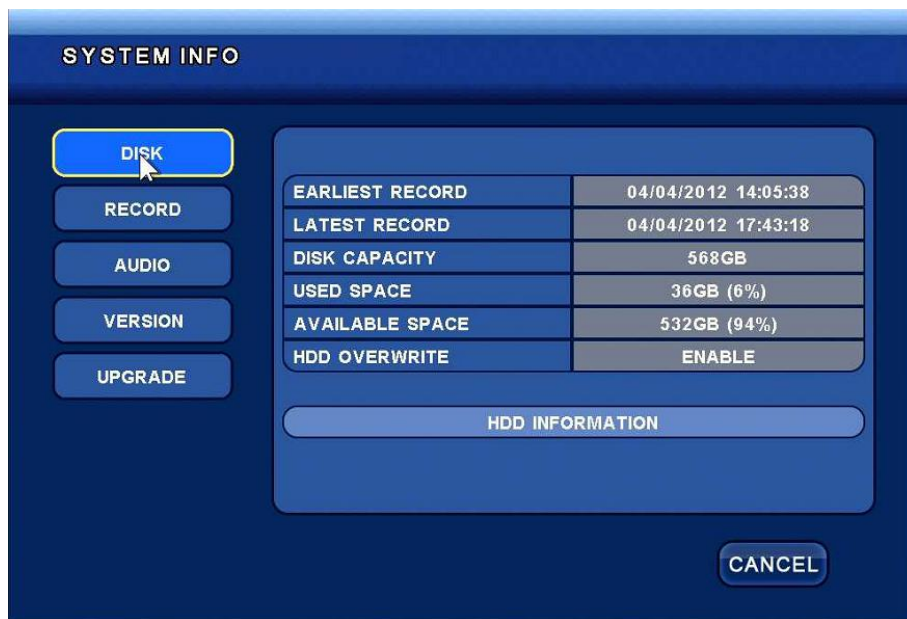 SYSTEM INFO
DISK
RECORD
AUDIO
VERSION
UPGRADE
EARLIEST RECORD 04/04/2012 14:05:38
LATEST RECORD 04/04/2012 17:43:18
DISK CAPACITY 568GB
USED SPACE 36GB (6%)
AVAILABLE SPACE 532GB (94%)
HDD OVERWRITE ENABLE
HDD INFORMATION
CANCEL